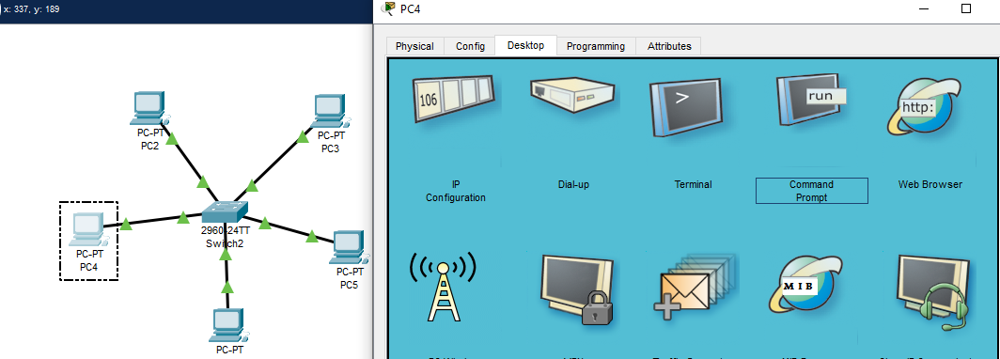 x: 337, y: 189
PC4
Physical
Config
Desktop
Programming
Attributes
PC-PT
PC2
PC-PT
PC3
2960-24TT
Switch2
PC-PT
PC4
PC-PT
PC5
PC-PT
106
>
run
http:
IP
Configuration
Dial-up
Terminal
Command
Prompt
Web Browser
MIB